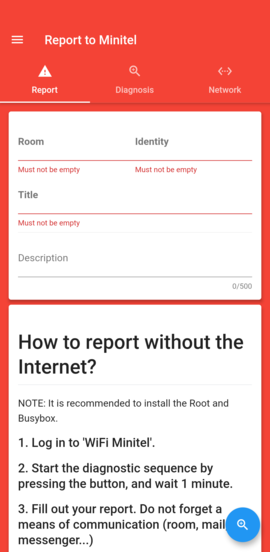 Report to Minitel
Report Diagnosis Network
Room Identity
Must not be empty Must not be empty
Title
Must not be empty
Description
0/500
How to report without the
Internet?
NOTE: It is recommended to install the Root and
Busybox.
1. Log in to 'WiFi Minitel'.
2. Start the diagnostic sequence by
pressing the button, and wait 1 minute.
3. Fill out your report. Do not forget a
means of communication (room, mail
messenger...)